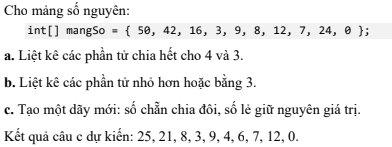 Cho mảng số nguyên:
int[] mangSo = { 50, 42, 16, 3, 9, 8, 12, 7, 24, 0 };
a. Liệt kê các phần tử chia hết cho 4 và 3.
b. Liệt kê các phần tử nhỏ hơn hoặc bằng 3.
c. Tạo một dãy mới: số chẵn chia đôi, số lẻ giữ nguyên giá trị.
Kết quả câu c dự kiến: 25, 21, 8, 3, 9, 4, 6, 7, 12, 0.